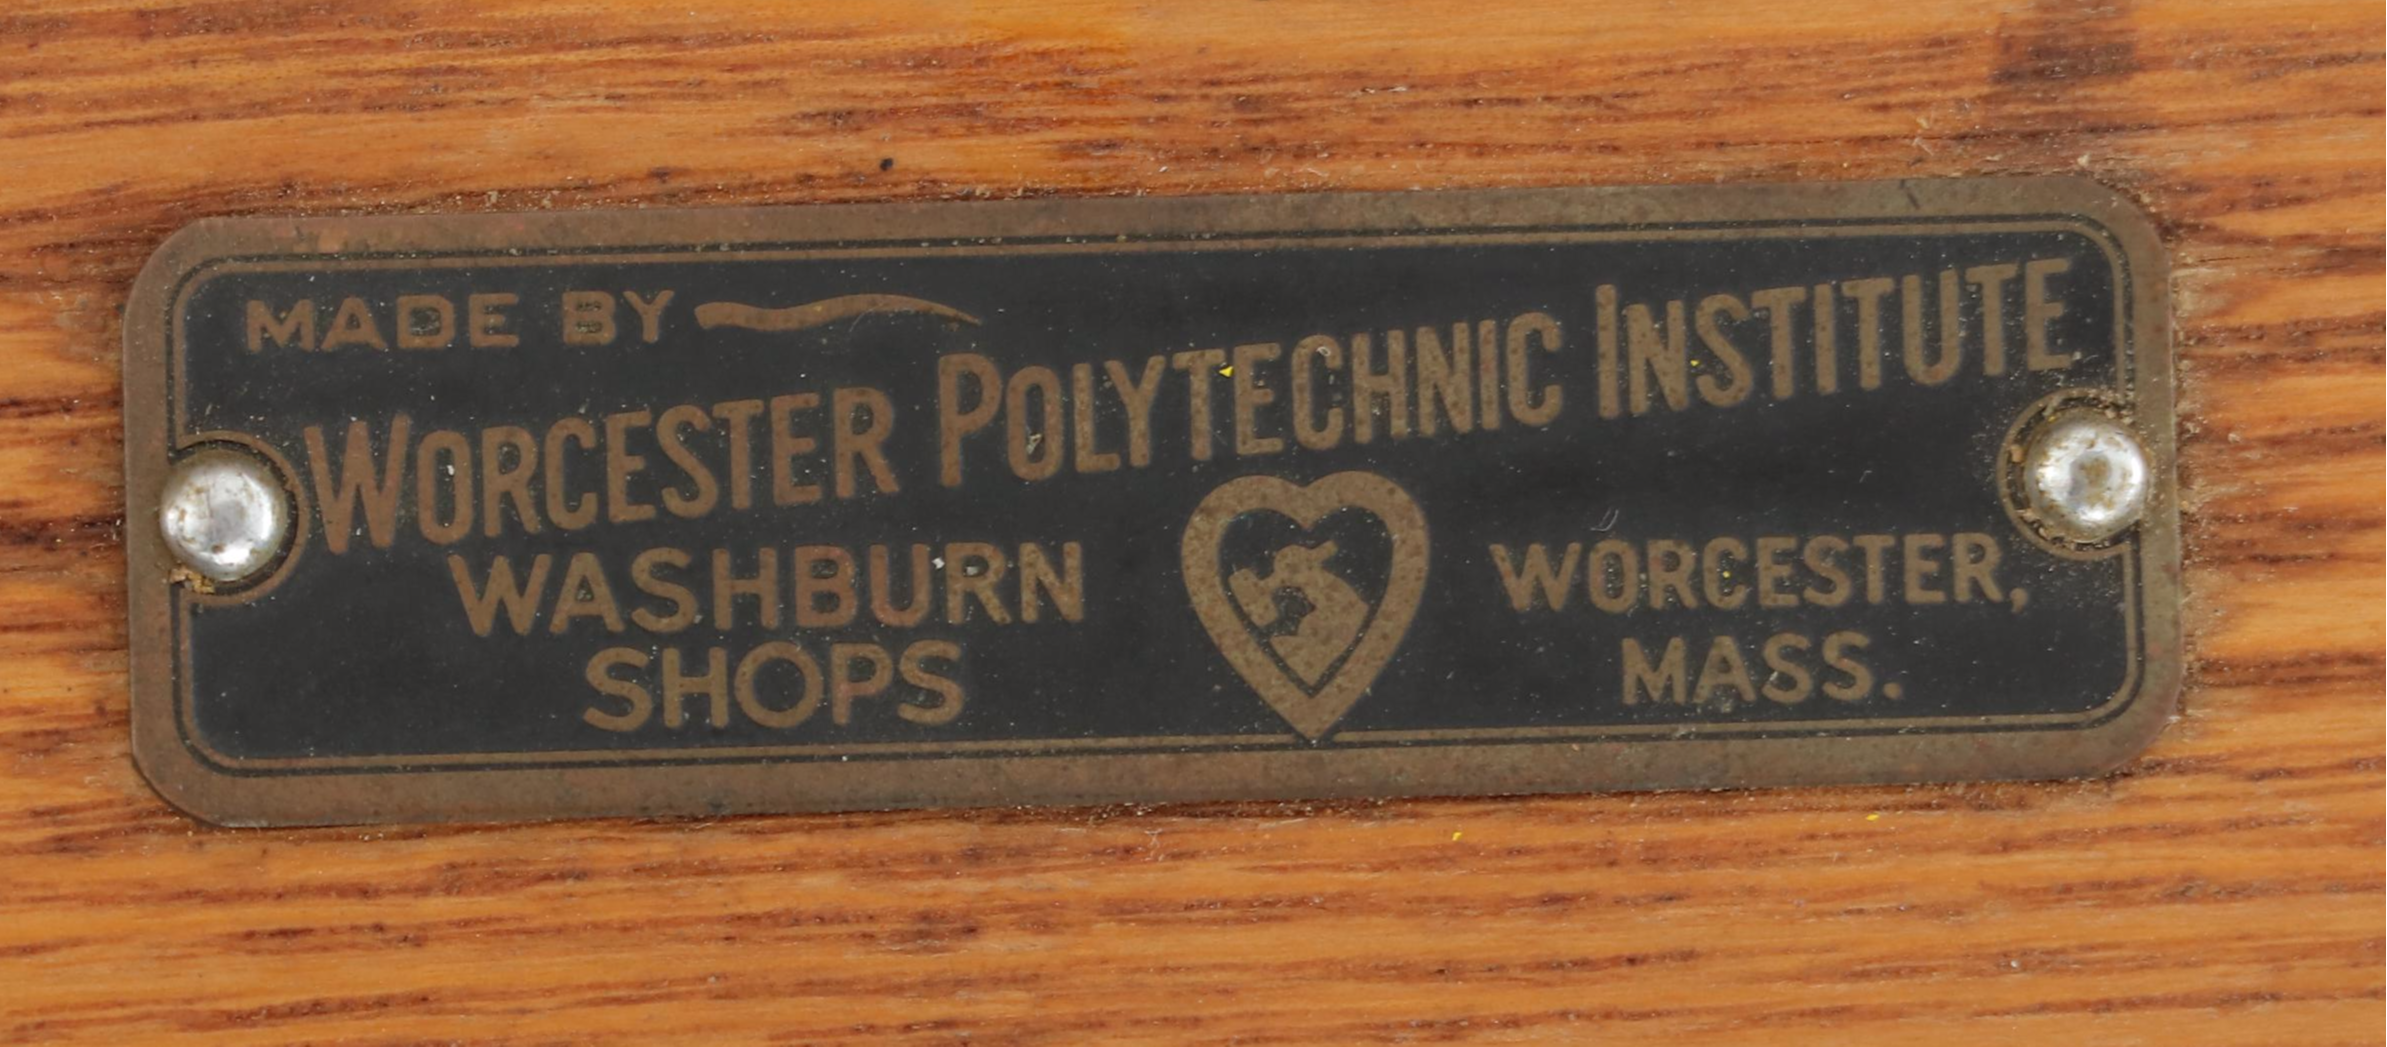 MADE BY
WORCESTER POLYTECHNIC INSTITUTE
WASHBURN
SHOPS
WORCESTER,
MASS.